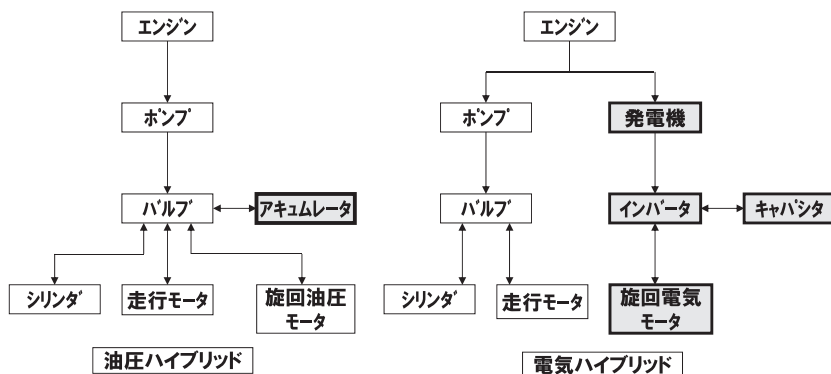 エンジン
ポンプ
バルブ
アキュムレータ
シリンダ
走行モータ
旋回油圧
モータ
油圧ハイブリッド
エンジン
ポンプ
発電機
バルブ
インバータ
キャパシタ
シリンダ
走行モータ
旋回電気
モータ
電気ハイブリッド